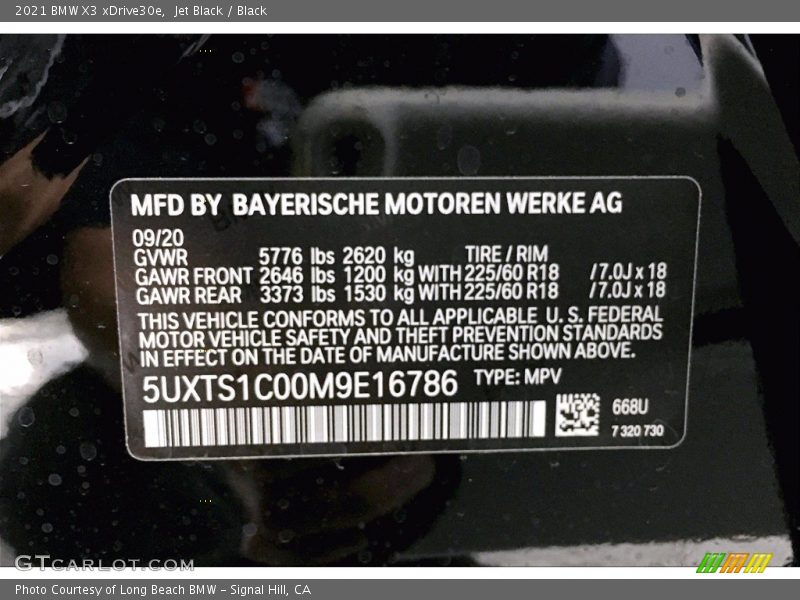 2021 BMW X3 xDrive30e,  Jet Black / Black
MFD BY BAYERISCHE MOTOREN WERKE AG
09/20
GVWR 5776 lbs 2620 kg TIRE / RIM
GAWR FRONT 2646 lbs 1200 kg WITH 225/60 R18 / 7.0J x 18
GAWR REAR 3373 lbs 1530 kg WITH 225/60 R18 / 7.0J x 18
THIS VEHICLE CONFORMS TO ALL APPLICABLE U. S. FEDERAL
MOTOR VEHICLE SAFETY AND THEFT PREVENTION STANDARDS
IN EFFECT ON THE DATE OF MANUFACTURE SHOWN ABOVE.
5UXTS1C00M9E16786 TYPE: MPV
668U
7 320 730
GTCARLOT.COM
Photo Courtesy of Long Beach BMW - Signal Hill, CA